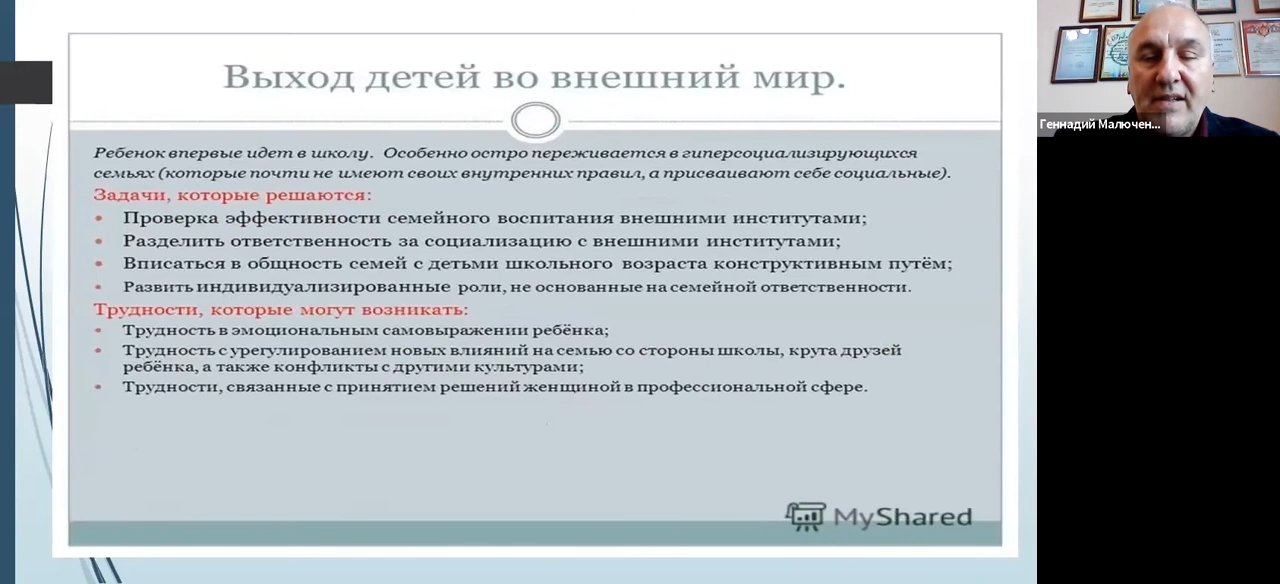 Выход детей во внешний мир.
Ребенок впервые идет в школу. Особенно остро переживается в гиперсоциализирующихся
семьях (которые почти не имеют своих внутренних правил, а присваивают себе социальные).
Задачи, которые решаются:
• Проверка эффективности семейного воспитания внешними институтами;
• Разделить ответственность за социализацию с внешними институтами;
• Вписаться в общность семей с детьми школьного возраста конструктивным путём;
• Развить индивидуализированные роли, не основанные на семейной ответственности.
Трудности, которые могут возникать:
• Трудность в эмоциональным самовыражении ребёнка;
• Трудность с урегулированием новых влияний на семью со стороны школы, круга друзей
ребёнка, а также конфликты с другими культурами;
• Трудности, связанные с принятием решений женщиной в профессиональной сфере.
MyShared
Геннадий Малючен...